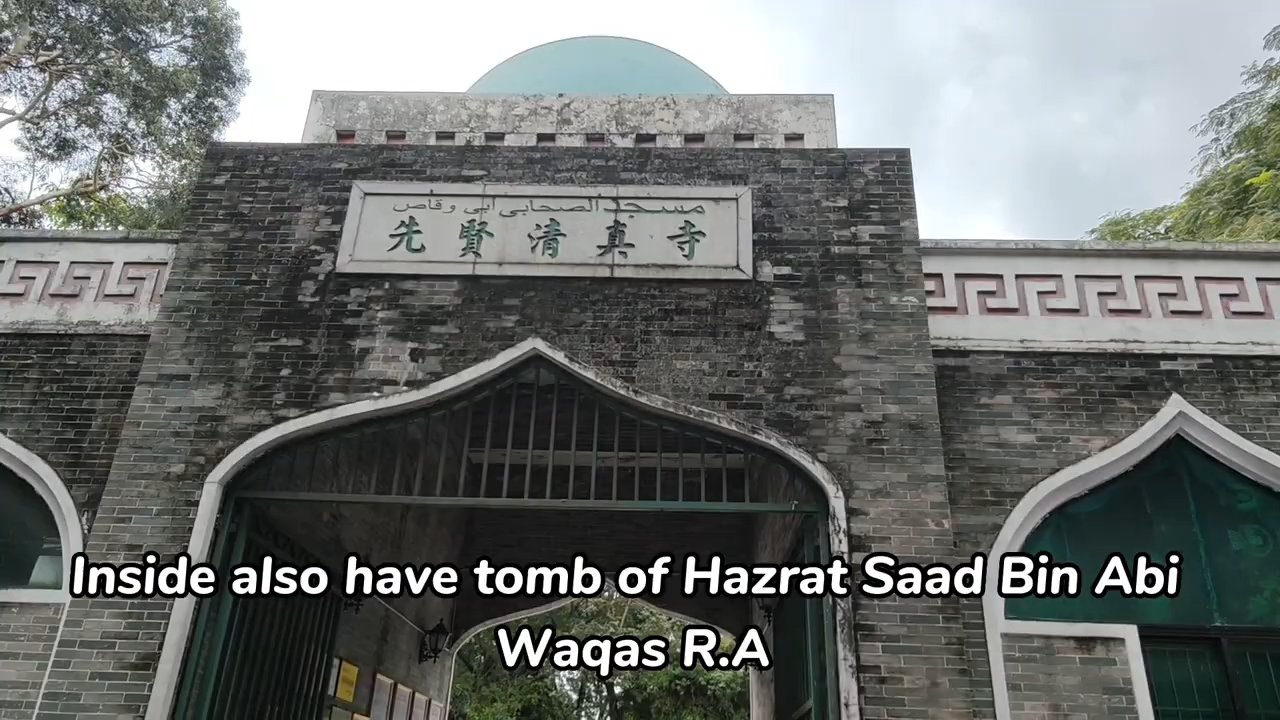 مسجد الصحابي ابي وقاص
先賢清真寺
Inside also have tomb of Hazrat Saad Bin Abi
Waqas R.A